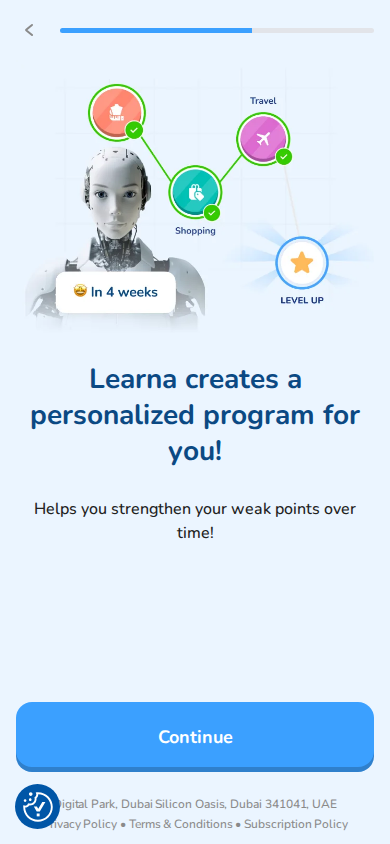 Travel
Shopping
In 4 weeks
LEVEL UP
Learna creates a
personalized program for
you!
Helps you strengthen your weak points over
time!
Continue
Digital Park, Dubai Silicon Oasis, Dubai 341041, UAE
Policy • Terms & Conditions • Subscription Policy